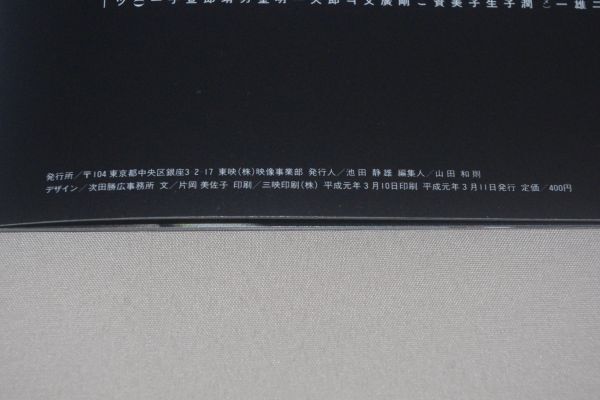 発行所/〒104 東京都中央区銀座3 2 17 東映(株)映像事業部 発行人/池田 静雄 編集人/山田 和則
デザイン/次田勝広事務所 文/片岡 美佐子 印刷/三映印刷(株) 平成元年3月10日印刷 平成元年3月11日発行 定価/400円